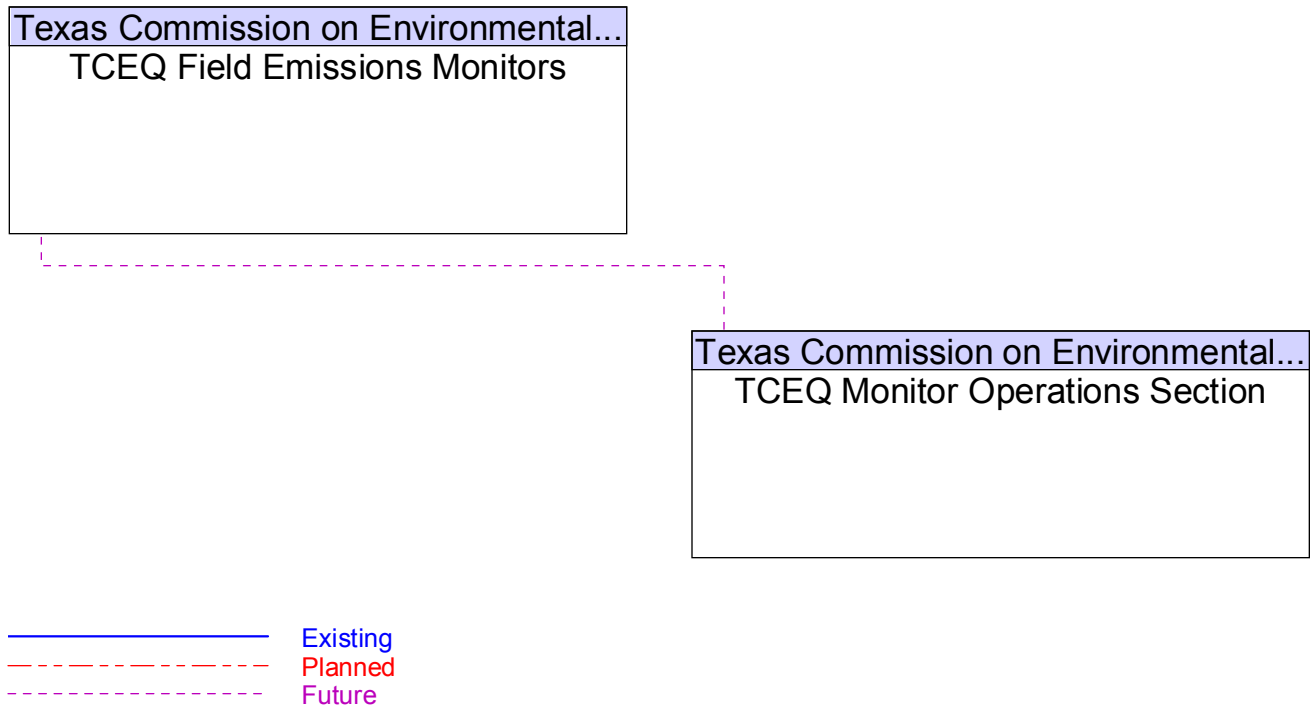 Texas Commission on Environmental...
TCEQ Field Emissions Monitors
Texas Commission on Environmental...
TCEQ Monitor Operations Section
Existing
Planned
Future